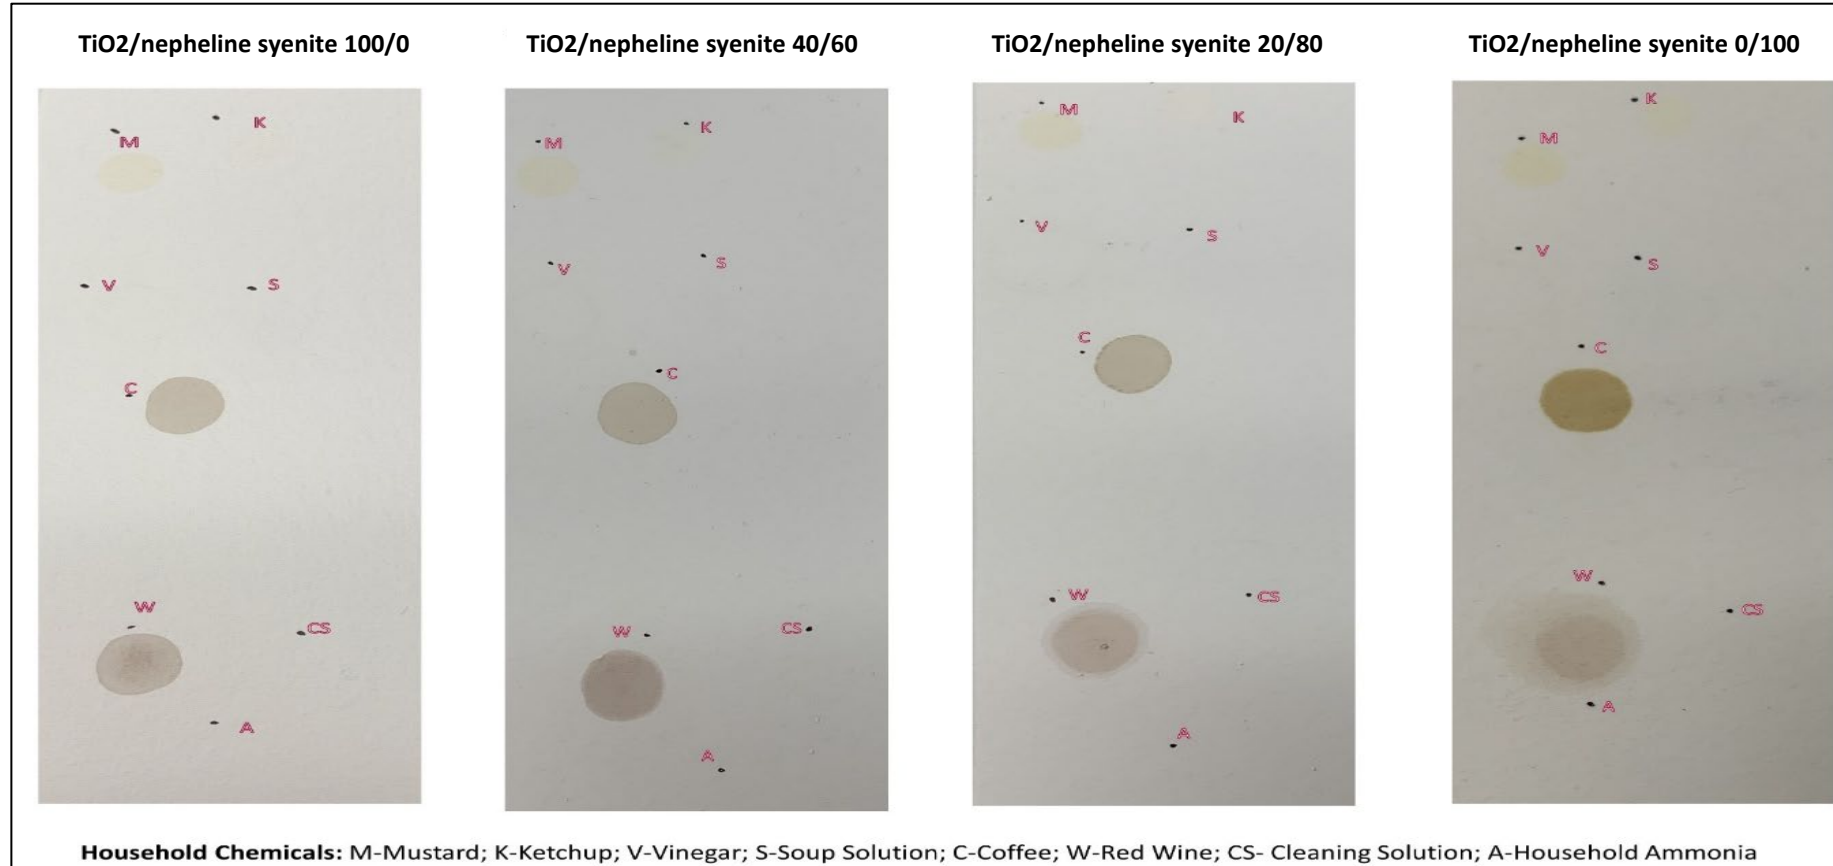 TiO2/nepheline syenite 100/0
TiO2/nepheline syenite 40/60
TiO2/nepheline syenite 20/80
TiO2/nepheline syenite 0/100
M
K
V
S
C
W
CS
A
M
K
V
S
C
W
CS
A
M
K
V
S
C
W
CS
A
K
M
V
S
C
W
CS
A
Household Chemicals: M-Mustard; K-Ketchup; V-Vinegar; S-Soup Solution; C-Coffee; W-Red Wine; CS- Cleaning Solution; A-Household Ammonia